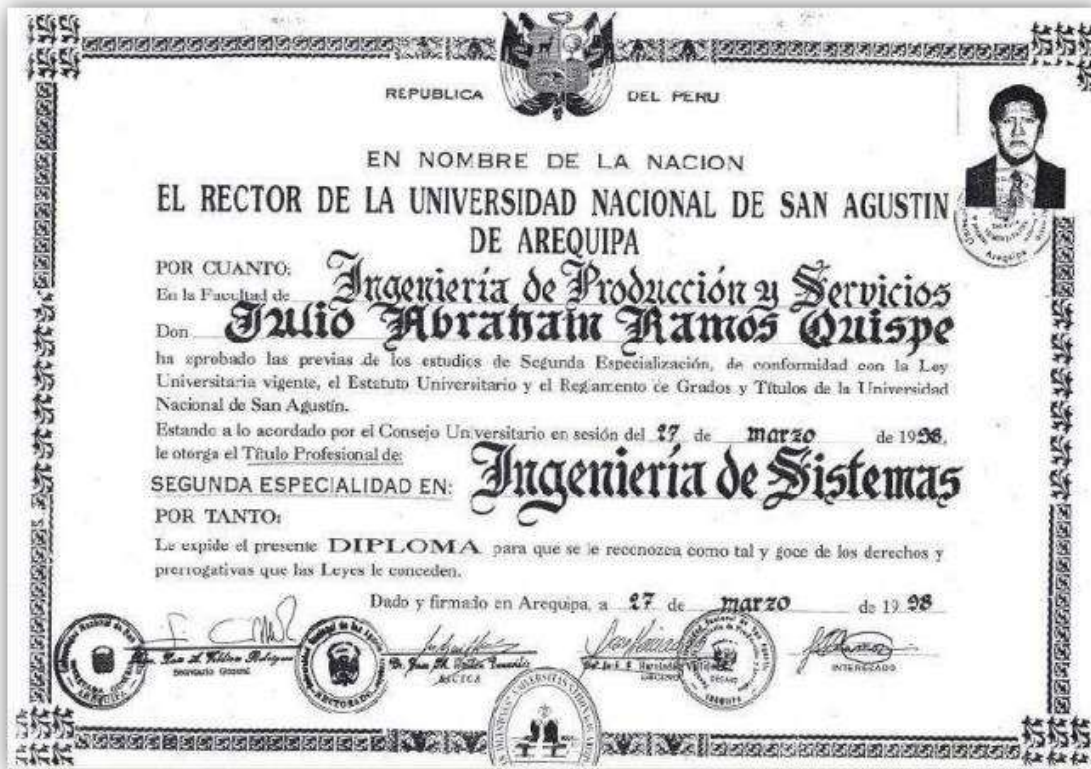 REPUBLICA DEL PERU
EN NOMBRE DE LA NACION
EL RECTOR DE LA UNIVERSIDAD NACIONAL DE SAN AGUSTIN
DE AREQUIPA
POR CUANTO:
En la Facultad de Ingeniería de Producción y Servicios
Don Julio Abraham Ramos Quispe
ha aprobado las previas de los estudios de Segunda Especialización, de conformidad con la Ley
Universitaria vigente, el Estatuto Universitario y el Reglamento de Grados y Títulos de la Universidad
Nacional de San Agustín.
Estando a lo acordado por el Consejo Universitario en sesión del 27 de marzo de 1998,
le otorga el Título Profesional de:
SEGUNDA ESPECIALIDAD EN: Ingeniería de Sistemas
POR TANTO:
Le expide el presente DIPLOMA para que se le reconozca como tal y goce de los derechos y
prerrogativas que las Leyes le conceden.
Dado y firmado en Arequipa, a 27 de marzo de 1998
Secretario General
RECTOR
DECANO
INTERESADO
Arequipa
RECTORADO
DECANO
AREQUIPA